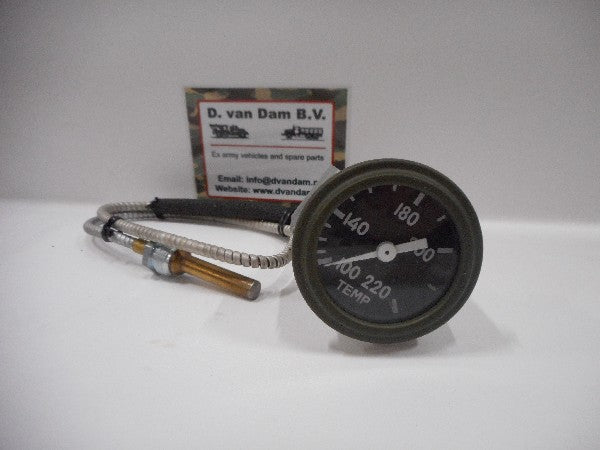 D. van Dam B.V.
Ex army vehicles and spare parts
Email: info@dvandam.n
Website: www.dvandam
180
140
00
100
220
TEMP